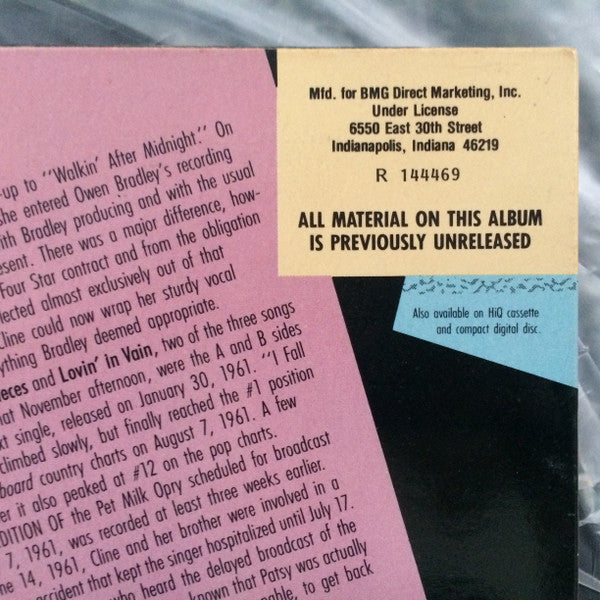 Mfd. for BMG Direct Marketing, Inc.
Under License
6550 East 30th Street
Indianapolis, Indiana 46219
R 144469
ALL MATERIAL ON THIS ALBUM
IS PREVIOUSLY UNRELEASED
Also available on HiQ cassette
and compact digital disc.
-up to "Walkin' After Midnight." On
she entered Owen Bradley's recording
ith Bradley producing and with the usual
esent. There was a major difference, how-
Four Star contract and from the obligation
lected almost exclusively out of that
Cline could now wrap her sturdy vocal
ything Bradley deemed appropriate.
eces and Lovin' in Vain, two of the three songs
hat November afternoon, were the A and B sides
xt single, released on January 30, 1961. "I Fall
climbed slowly, but finally reached the #1 position
board country charts on August 7, 1961. A few
er it also peaked at #12 on the pop charts.
DITION OF the Pet Milk Opry scheduled for broadcast
7, 1961, was recorded at least three weeks earlier.
ne 14, 1961, Cline and her brother were involved in a
accident that kept the singer hospitalized until July 17.
who heard the delayed broadcast of the
known that Patsy was actually
able, to get back